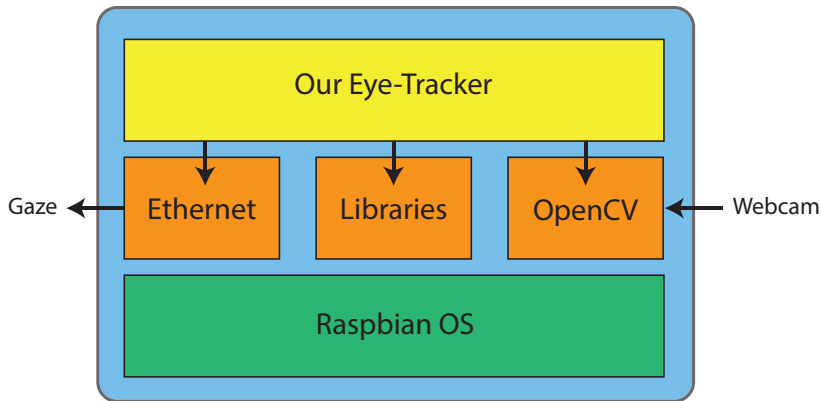 Our Eye-Tracker
Gaze
Ethernet
Libraries
OpenCV
Webcam
Raspbian OS